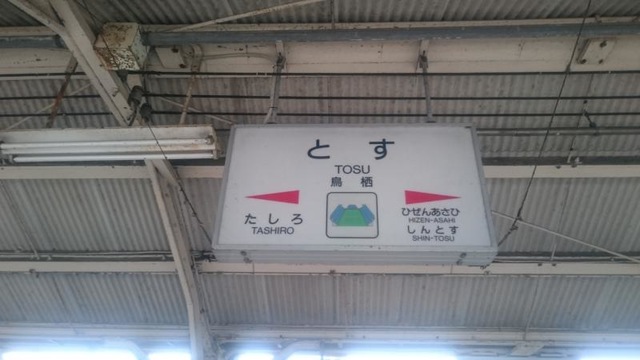 とす
TOSU
鳥栖
たしろ
TASHIRO
ひぜんあさひ
HIZEN-ASAHI
しんとす
SHIN-TOSU